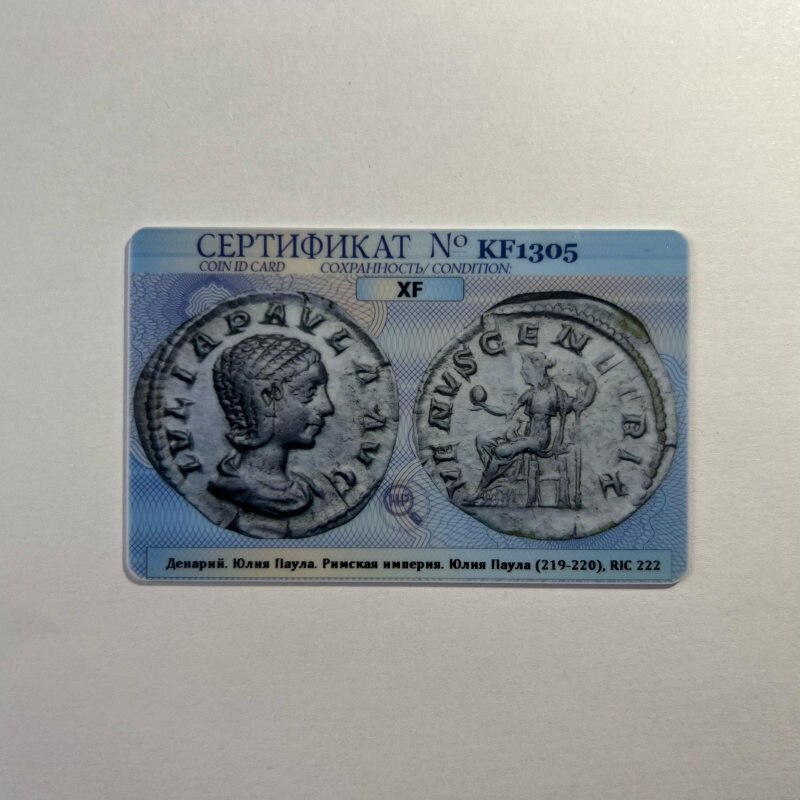 СЕРТИФИКАТ № KF1305
COIN ID CARD СОХРАННОСТЬ/ CONDITION:
XF
IVLIA PAVLA AVG
VENVS GENETRIX
Денарий. Юлия Паула. Римская империя. Юлия Паула (219-220), RIC 222